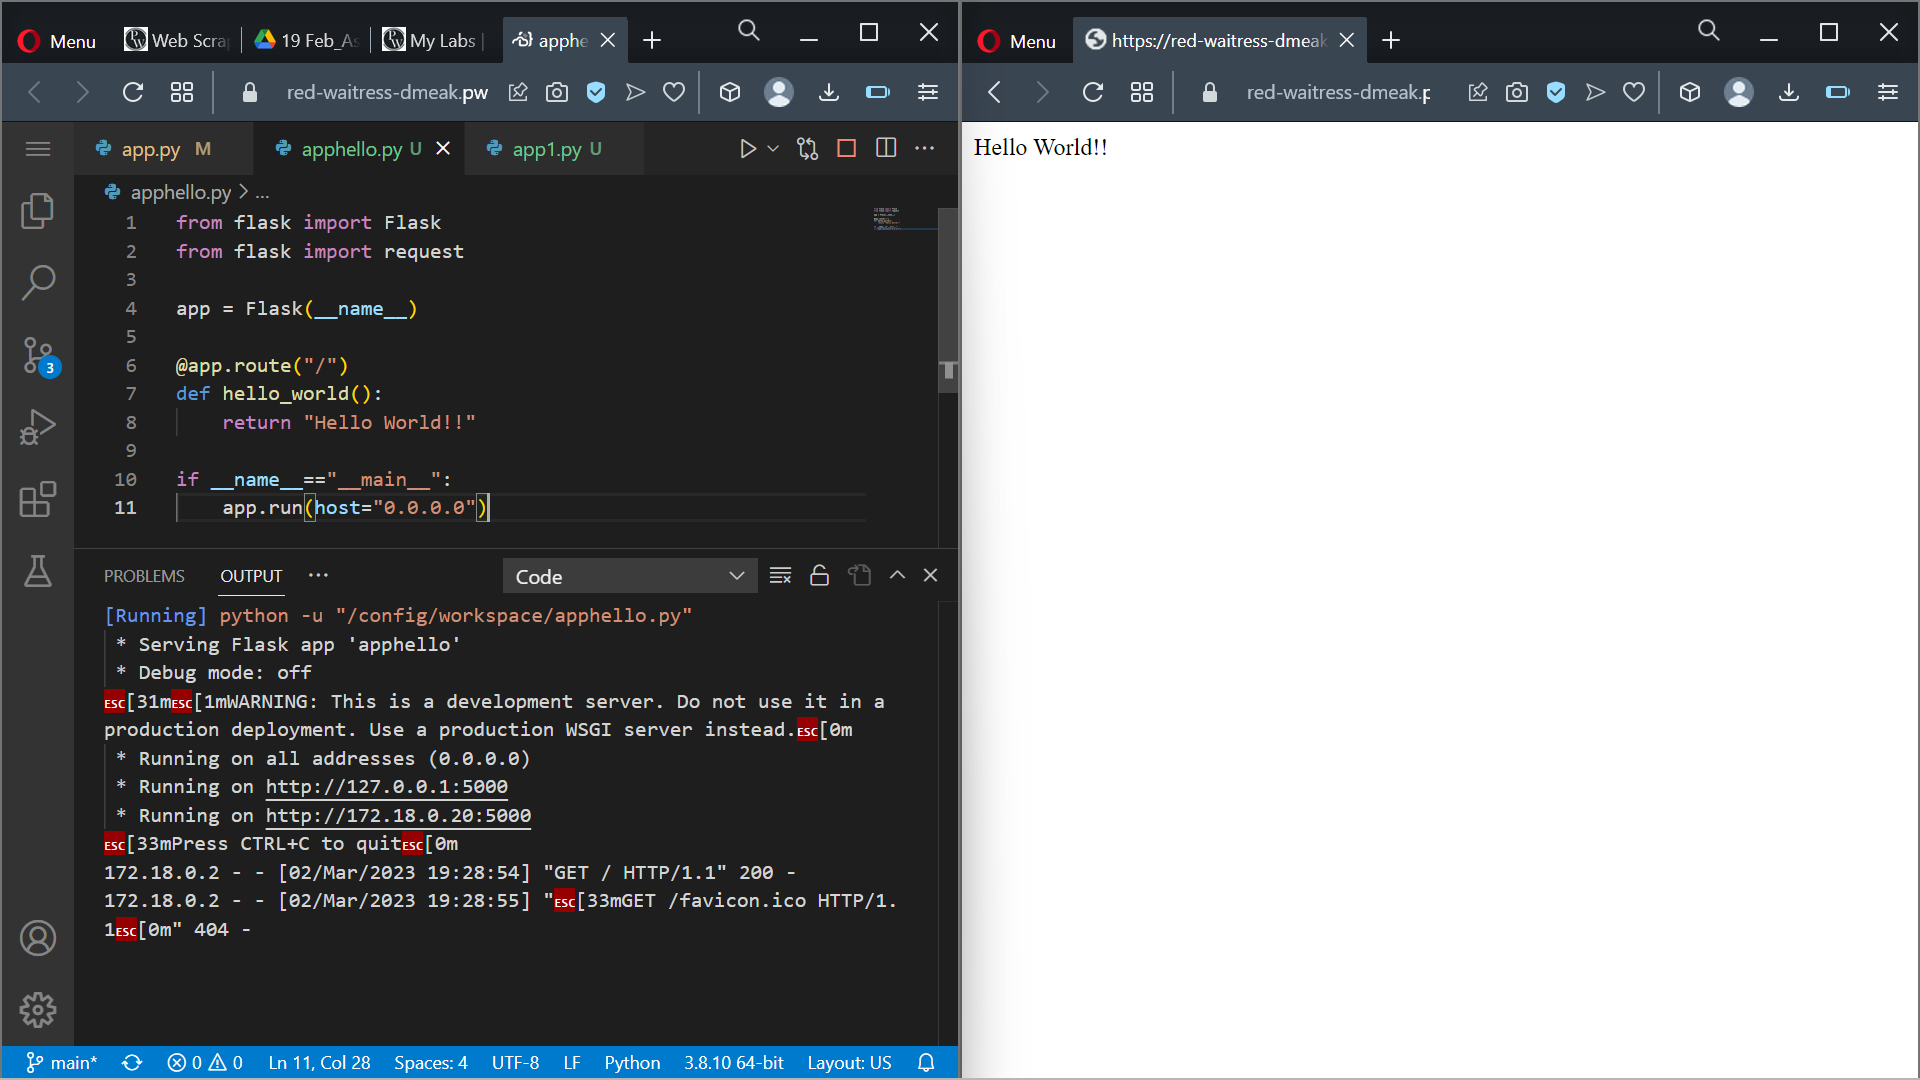 Menu
Web Scra
19 Feb_As
My Labs
apphe
red-waitress-dmeak.pw
app.py M
apphello.py U
app1.py U
apphello.py > ...
1 from flask import Flask
2 from flask import request
3
4 app = Flask(__name__)
5
6 @app.route("/")
7 def hello_world():
8 return "Hello World!!"
9
10 if __name__=="__main__":
11 app.run(host="0.0.0.0")
3
PROBLEMS OUTPUT ... Code
[Running] python -u "/config/workspace/apphello.py"
* Serving Flask app 'apphello'
* Debug mode: off
ESC[31mESC[1mWARNING: This is a development server. Do not use it in a
production deployment. Use a production WSGI server instead.ESC[0m
* Running on all addresses (0.0.0.0)
* Running on http://127.0.0.1:5000
* Running on http://172.18.0.20:5000
ESC[33mPress CTRL+C to quitESC[0m
172.18.0.2 - - [02/Mar/2023 19:28:54] "GET / HTTP/1.1" 200 -
172.18.0.2 - - [02/Mar/2023 19:28:55] "ESC[33mGET /favicon.ico HTTP/1.
1ESC[0m" 404 -
main* 0 0 Ln 11, Col 28 Spaces: 4 UTF-8 LF Python 3.8.10 64-bit Layout: US
Menu
https://red-waitress-dmeak
red-waitress-dmeak.p
Hello World!!